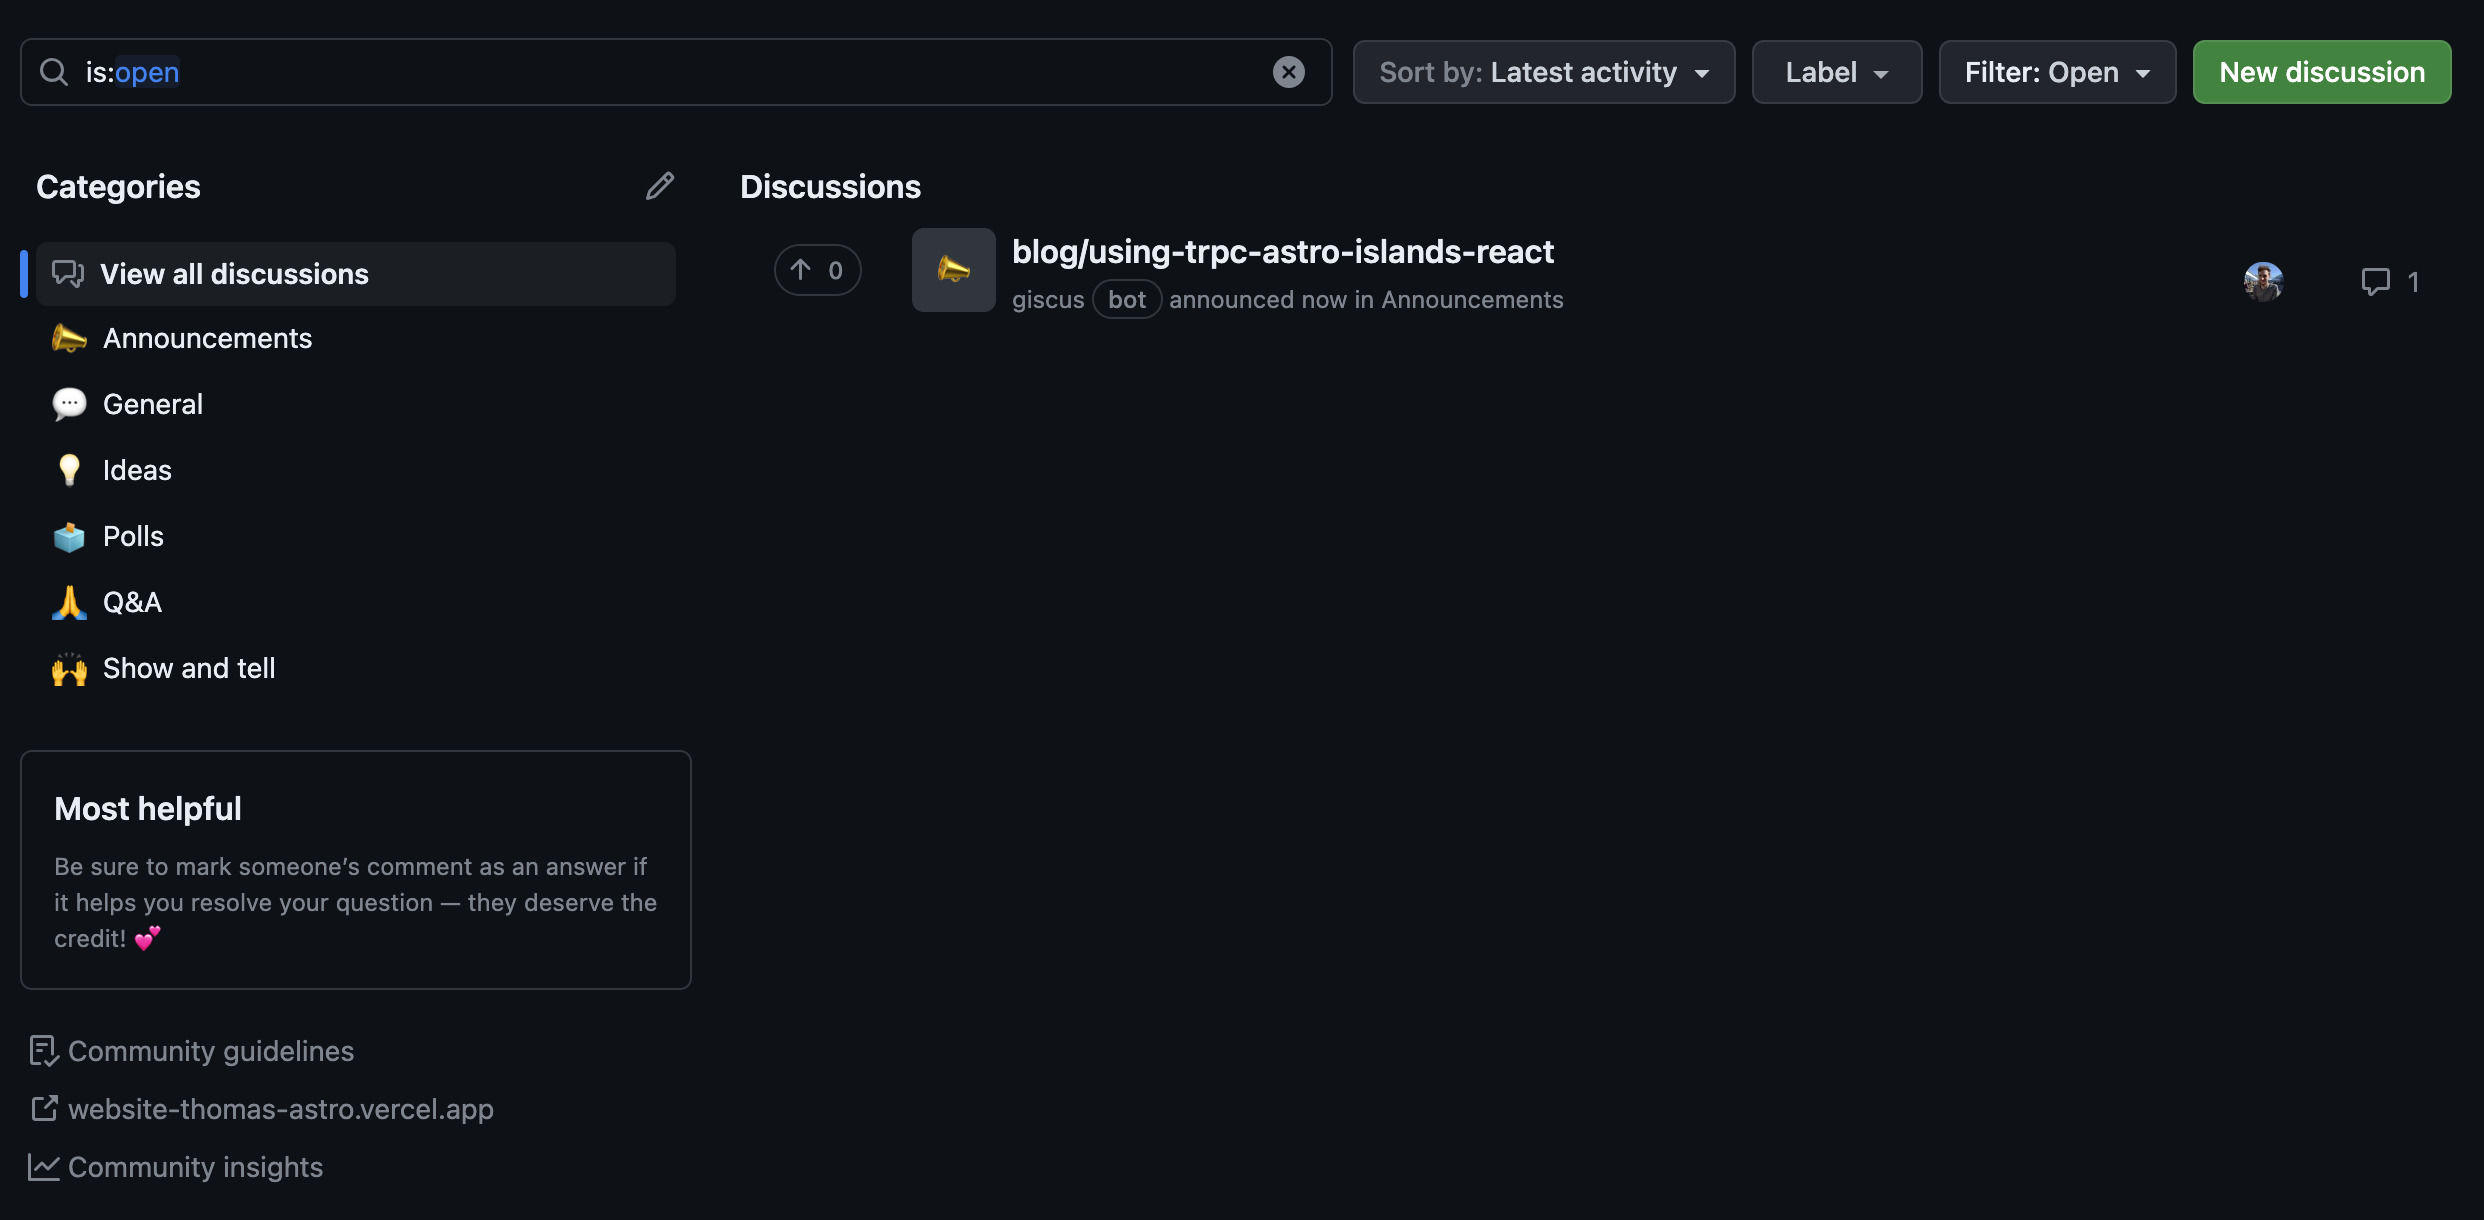 is:open
Sort by: Latest activity
Label
Filter: Open
New discussion
Categories
View all discussions
Announcements
General
Ideas
Polls
Q&A
Show and tell
Most helpful
Be sure to mark someone’s comment as an answer if
it helps you resolve your question — they deserve the
credit! 💕
Community guidelines
website-thomas-astro.vercel.app
Community insights
Discussions
0
blog/using-trpc-astro-islands-react
giscus bot announced now in Announcements
1